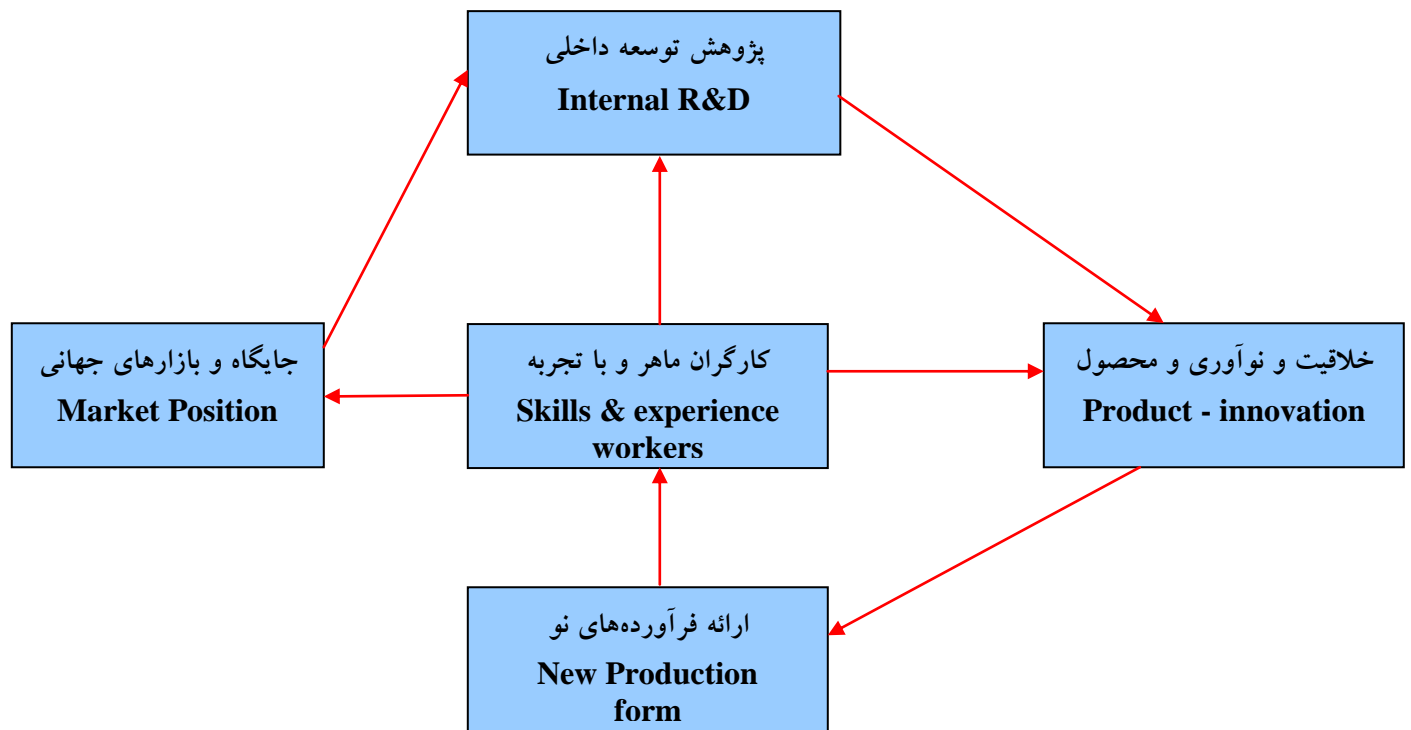 پژوهش توسعه داخلی
Internal R&D
جایگاه و بازارهای جهانی
Market Position
کارگران ماهر و با تجربه
Skills & experience
workers
خلاقیت و نوآوری و محصول
Product - innovation
ارائه فرآورده‌های نو
New Production
form